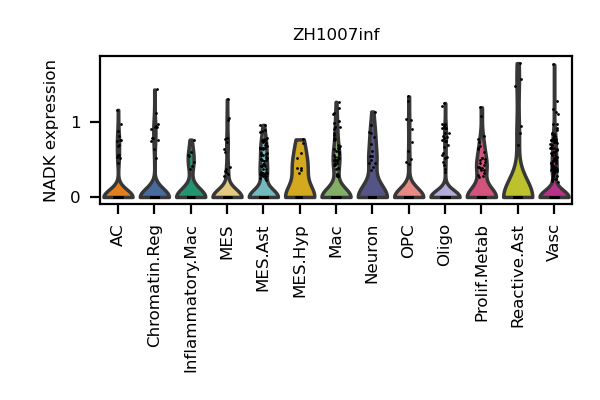 ZH1007inf
NADK expression
1
0
AC
Chromatin.Reg
Inflammatory.Mac
MES
MES.Ast
MES.Hyp
Mac
Neuron
OPC
Oligo
Prolif.Metab
Reactive.Ast
Vasc